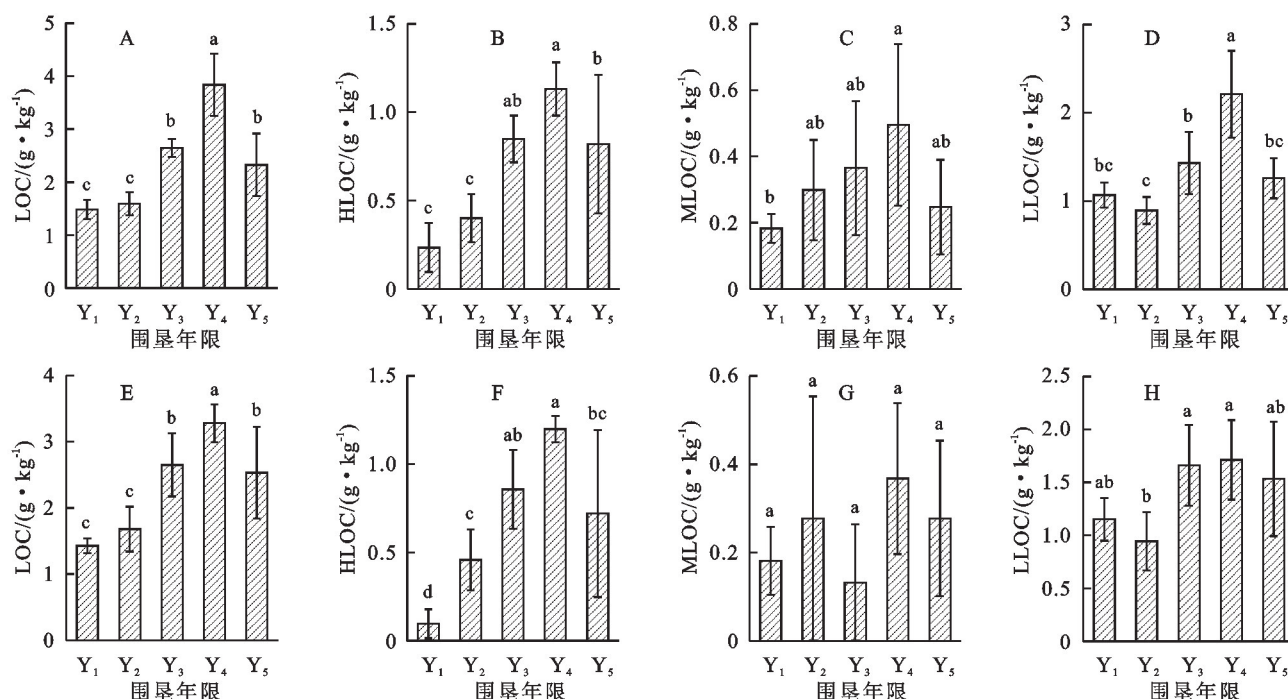 A
LOC/(g·kg⁻¹)
5
4
3
2
1
0
c
c
b
a
b
Y₁ Y₂ Y₃ Y₄ Y₅
围垦年限
B
HLOC/(g·kg⁻¹)
1.5
1.0
0.5
0
c
c
ab
a
b
Y₁ Y₂ Y₃ Y₄ Y₅
围垦年限
C
MLOC/(g·kg⁻¹)
0.8
0.6
0.4
0.2
0
b
ab
ab
a
ab
Y₁ Y₂ Y₃ Y₄ Y₅
围垦年限
D
LLOC/(g·kg⁻¹)
3
2
1
0
bc
c
b
a
bc
Y₁ Y₂ Y₃ Y₄ Y₅
围垦年限
E
LOC/(g·kg⁻¹)
4
3
2
1
0
c
c
b
a
b
Y₁ Y₂ Y₃ Y₄ Y₅
围垦年限
F
HLOC/(g·kg⁻¹)
1.5
1.0
0.5
0
d
c
ab
a
bc
Y₁ Y₂ Y₃ Y₄ Y₅
围垦年限
G
MLOC/(g·kg⁻¹)
0.6
0.4
0.2
0
a
a
a
a
a
Y₁ Y₂ Y₃ Y₄ Y₅
围垦年限
H
LLOC/(g·kg⁻¹)
2.5
2.0
1.5
1.0
0.5
0
ab
b
a
a
ab
Y₁ Y₂ Y₃ Y₄ Y₅
围垦年限